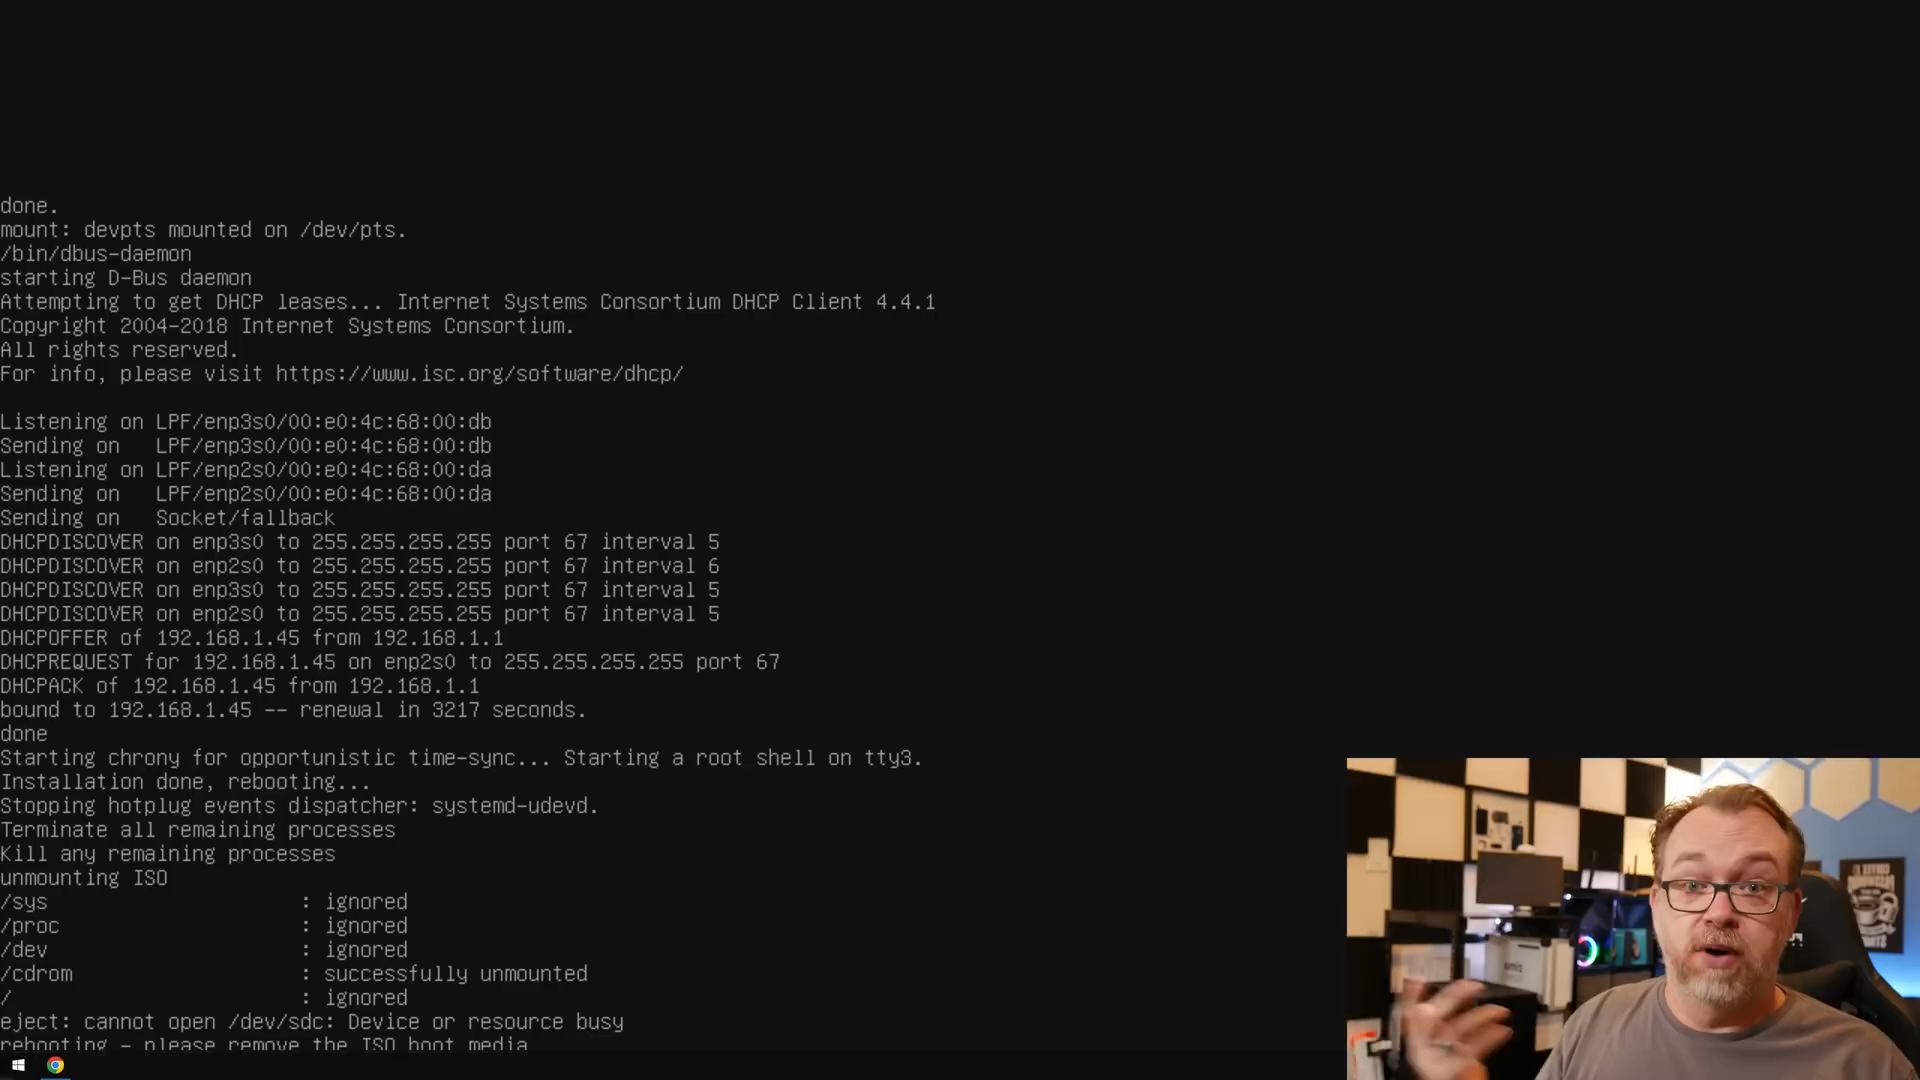 done.
mount: devpts mounted on /dev/pts.
/bin/dbus-daemon
starting D-Bus daemon
Attempting to get DHCP leases... Internet Systems Consortium DHCP Client 4.4.1
Copyright 2004-2018 Internet Systems Consortium.
All rights reserved.
For info, please visit https://www.isc.org/software/dhcp/
Listening on LPF/enp3s0/00:e0:4c:68:00:db
Sending on   LPF/enp3s0/00:e0:4c:68:00:db
Listening on LPF/enp2s0/00:e0:4c:68:00:da
Sending on   LPF/enp2s0/00:e0:4c:68:00:da
Sending on   Socket/fallback
DHCPDISCOVER on enp3s0 to 255.255.255.255 port 67 interval 5
DHCPDISCOVER on enp2s0 to 255.255.255.255 port 67 interval 6
DHCPDISCOVER on enp3s0 to 255.255.255.255 port 67 interval 5
DHCPDISCOVER on enp2s0 to 255.255.255.255 port 67 interval 5
DHCPOFFER of 192.168.1.45 from 192.168.1.1
DHCPREQUEST for 192.168.1.45 on enp2s0 to 255.255.255.255 port 67
DHCPACK of 192.168.1.45 from 192.168.1.1
bound to 192.168.1.45 -- renewal in 3217 seconds.
done
Starting chrony for opportunistic time-sync... Starting a root shell on tty3.
Installation done, rebooting...
Stopping hotplug events dispatcher: systemd-udevd.
Terminate all remaining processes
Kill any remaining processes
unmounting ISO
/sys                     : ignored
/proc                    : ignored
/dev                     : ignored
/cdrom                   : successfully unmounted
/                        : ignored
eject: cannot open /dev/sdc: Device or resource busy
rebooting - please remove the ISO boot media